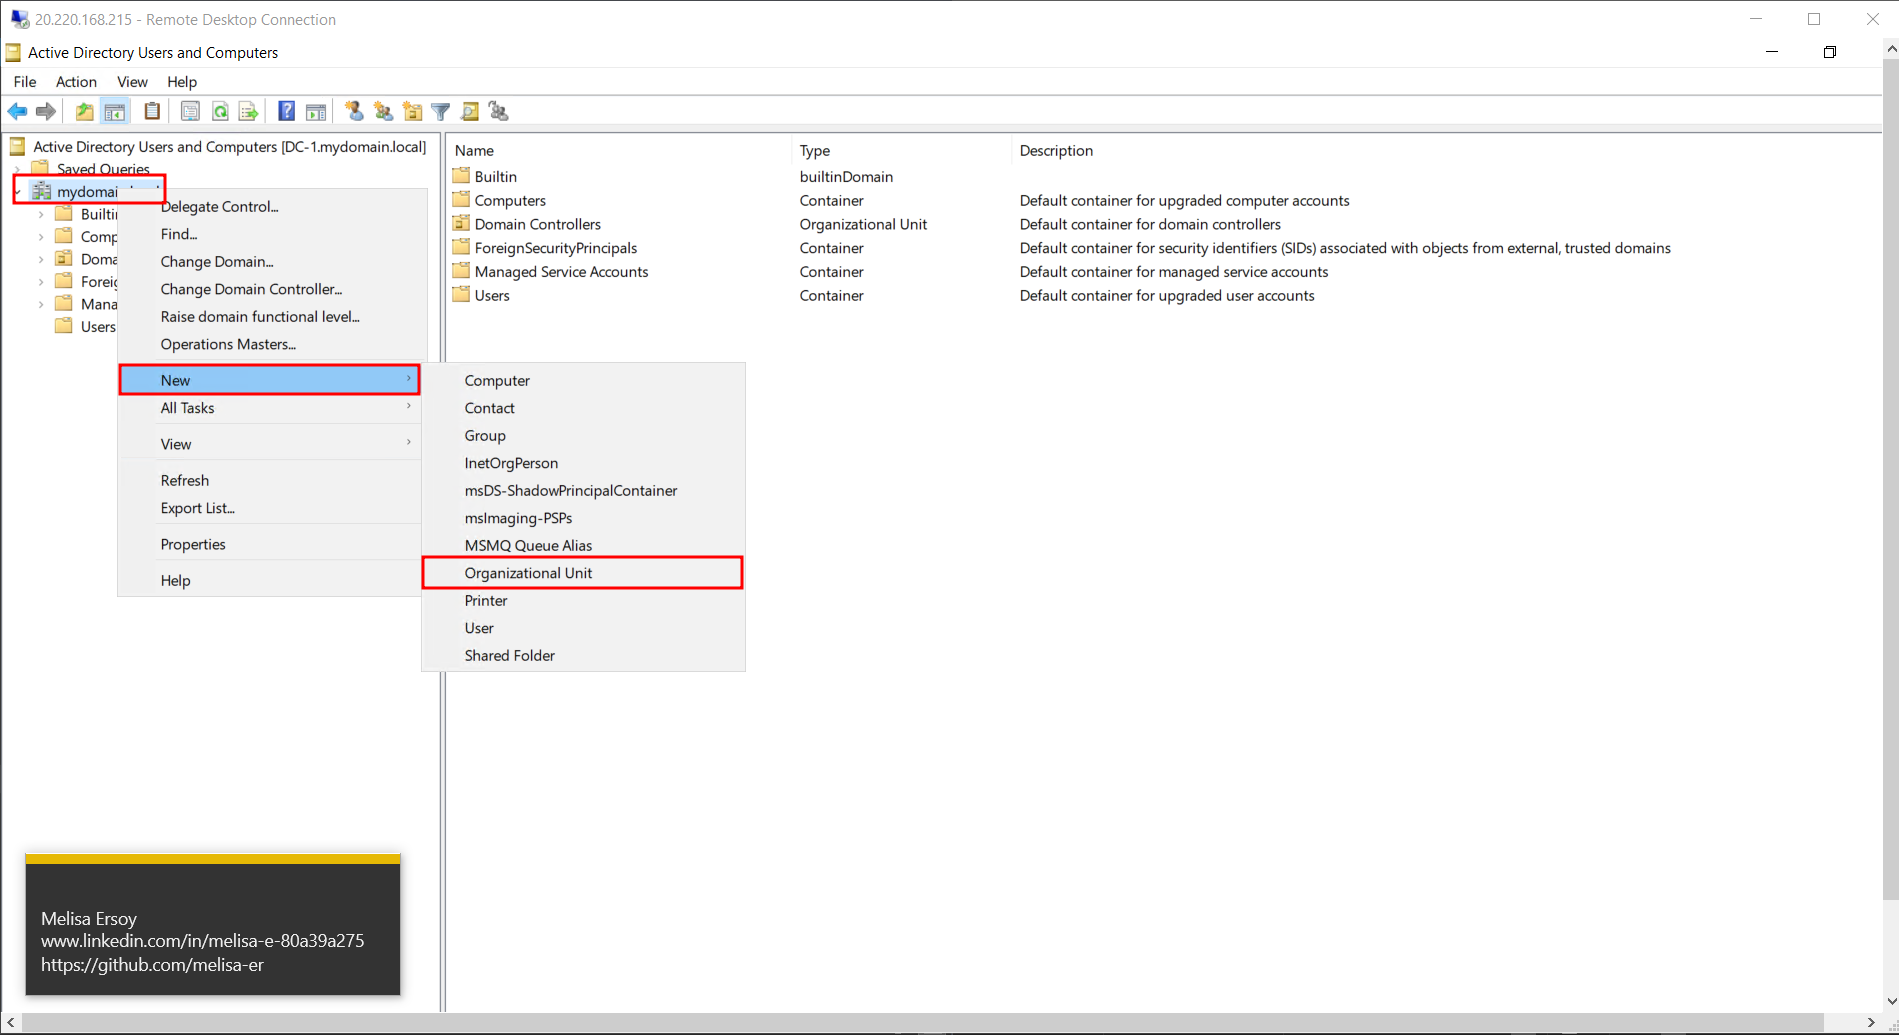 20.220.168.215 - Remote Desktop Connection
Active Directory Users and Computers
File Action View Help
Active Directory Users and Computers [DC-1.mydomain.local]
Saved Queries
Builtin
Comp
Doma
Foreig
Mana
Users
Delegate Control...
Find...
Change Domain...
Change Domain Controller...
Raise domain functional level...
Operations Masters...
New
All Tasks
View
Refresh
Export List...
Properties
Help
Computer
Contact
Group
InetOrgPerson
msDS-ShadowPrincipalContainer
msImaging-PSPs
MSMQ Queue Alias
Organizational Unit
Printer
User
Shared Folder
Name Type Description
Builtin builtinDomain
Computers Container Default container for upgraded computer accounts
Domain Controllers Organizational Unit Default container for domain controllers
ForeignSecurityPrincipals Container Default container for security identifiers (SIDs) associated with objects from external, trusted domains
Managed Service Accounts Container Default container for managed service accounts
Users Container Default container for upgraded user accounts
Melisa Ersoy
www.linkedin.com/in/melisa-e-80a39a275
https://github.com/melisa-er